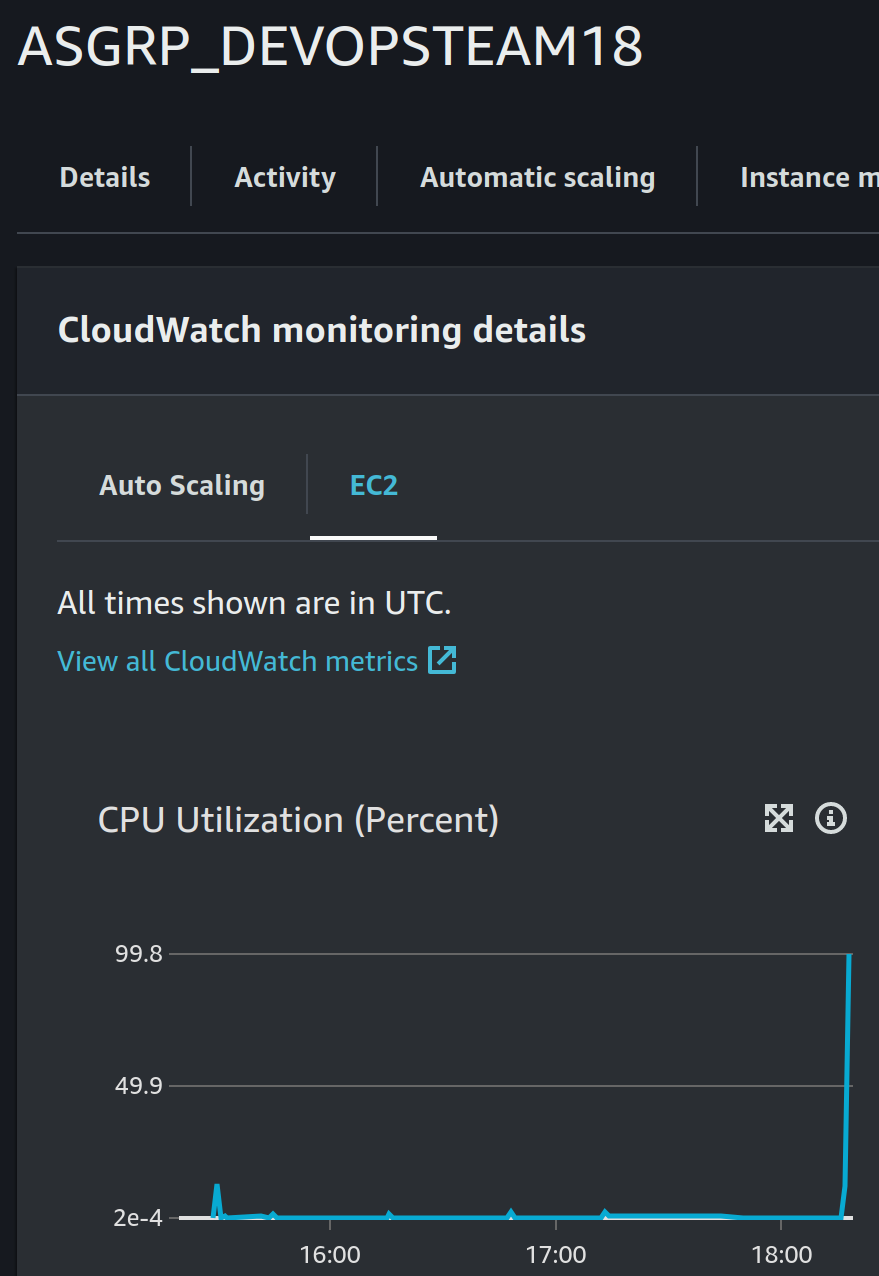 ASGRP_DEVOPSTEAM18
Details Activity Automatic scaling Instance m
CloudWatch monitoring details
Auto Scaling EC2
All times shown are in UTC.
View all CloudWatch metrics
CPU Utilization (Percent)
99.8
49.9
2e-4
16:00 17:00 18:00